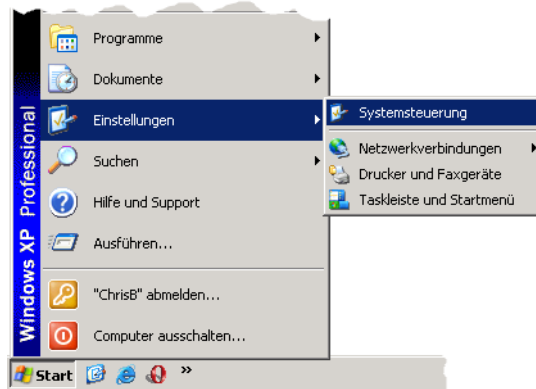 Programme
Dokumente
Einstellungen
Suchen
Hilfe und Support
Ausführen...
"ChrisB" abmelden...
Computer ausschalten...
Systemsteuerung
Netzwerkverbindungen
Drucker und Faxgeräte
Taskleiste und Startmenü
Windows XP Professional
Start
»